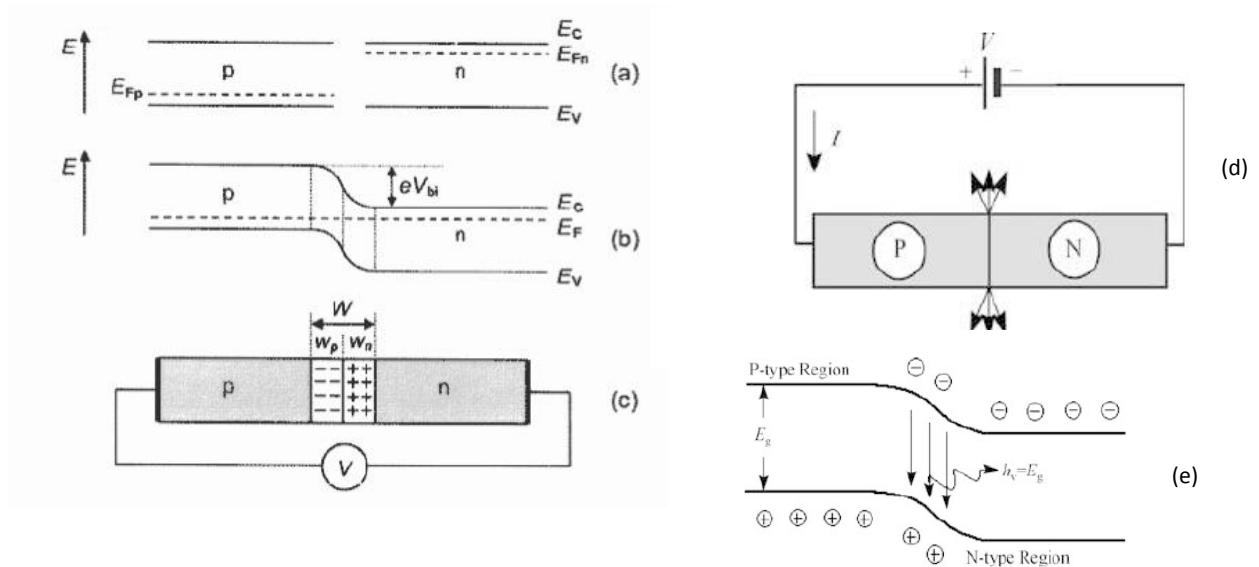 E
p
E_Fp
n
E_C
E_Fn
E_V
(a)
E
p
eV_bi
n
E_C
E_F
E_V
(b)
W
w_p w_n
p
− − + +
− − + +
− − + +
− − + +
n
V
(c)
V
+ −
I
P
N
(d)
P-type Region
− −
− − − −
E_g
h_v=E_g
+ + + +
+ +
N-type Region
(e)